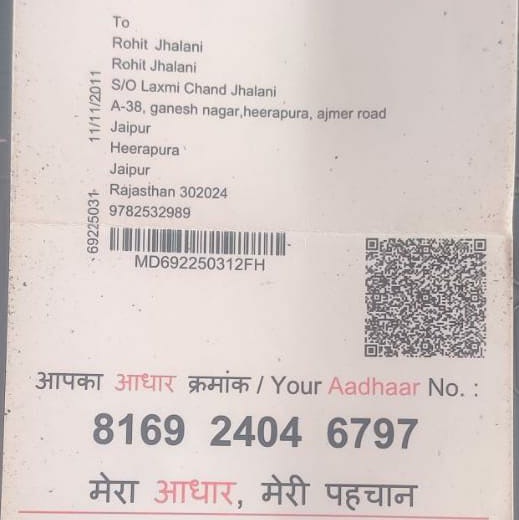 To
Rohit Jhalani
Rohit Jhalani
S/O Laxmi Chand Jhalani
A-38, ganesh nagar,heerapura, ajmer road
Jaipur
Heerapura
Jaipur
Rajasthan 302024
9782532989
69225031
11/11/2011
MD692250312FH
आपका आधार क्रमांक / Your Aadhaar No. :
8169 2404 6797
मेरा आधार, मेरी पहचान